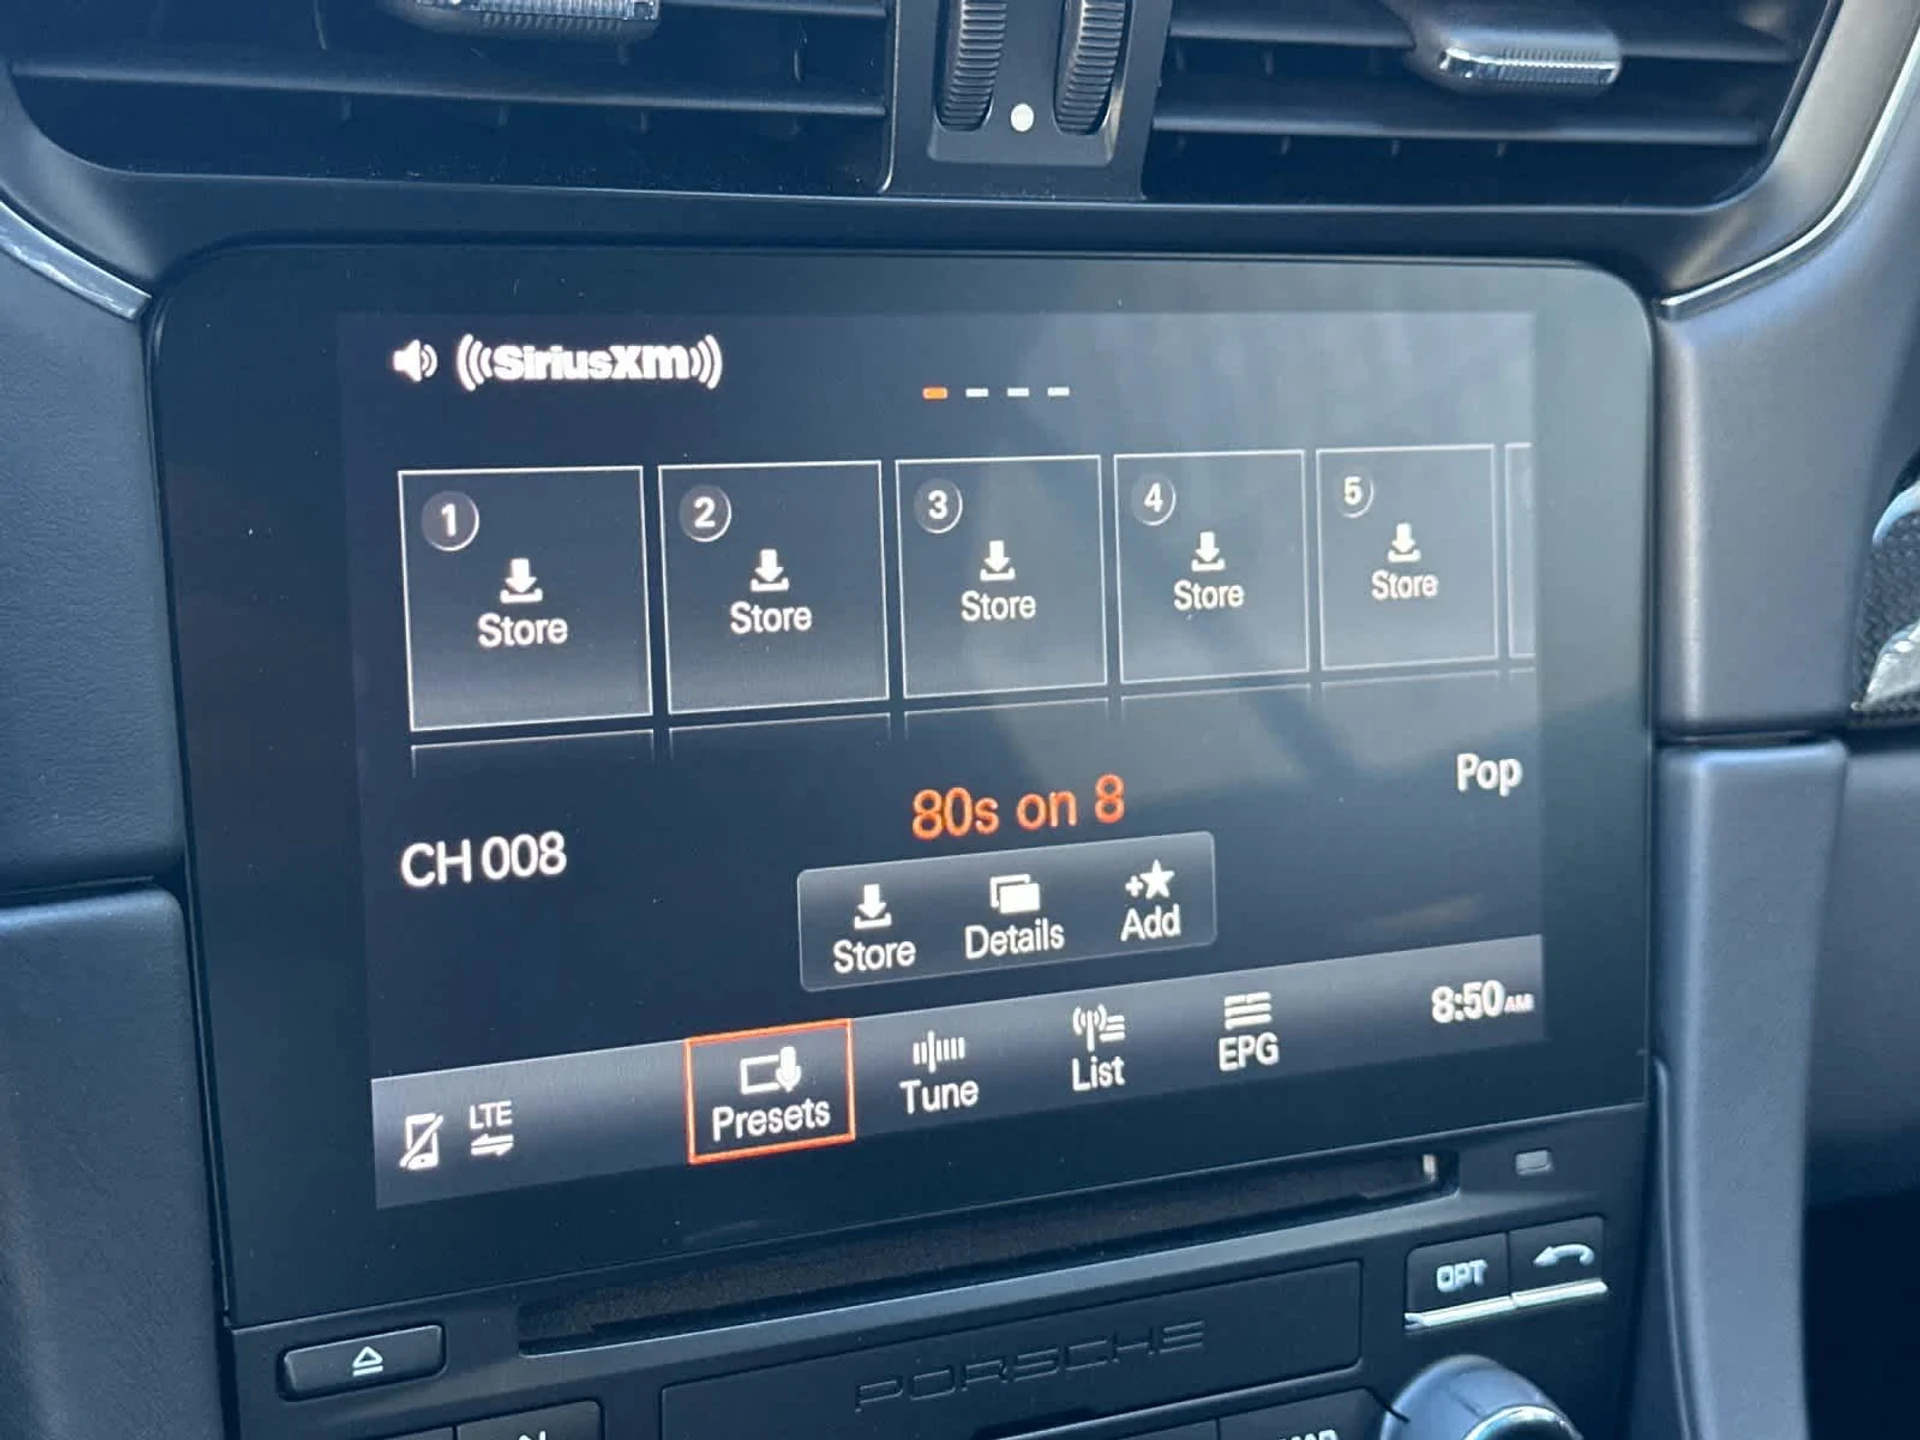 ((SiriusXM))
1
Store
2
Store
3
Store
4
Store
5
Store
Pop
80s on 8
CH 008
Store
Details
Add
8:50AM
LTE
Presets
Tune
List
EPG
OPT
PORSCHE